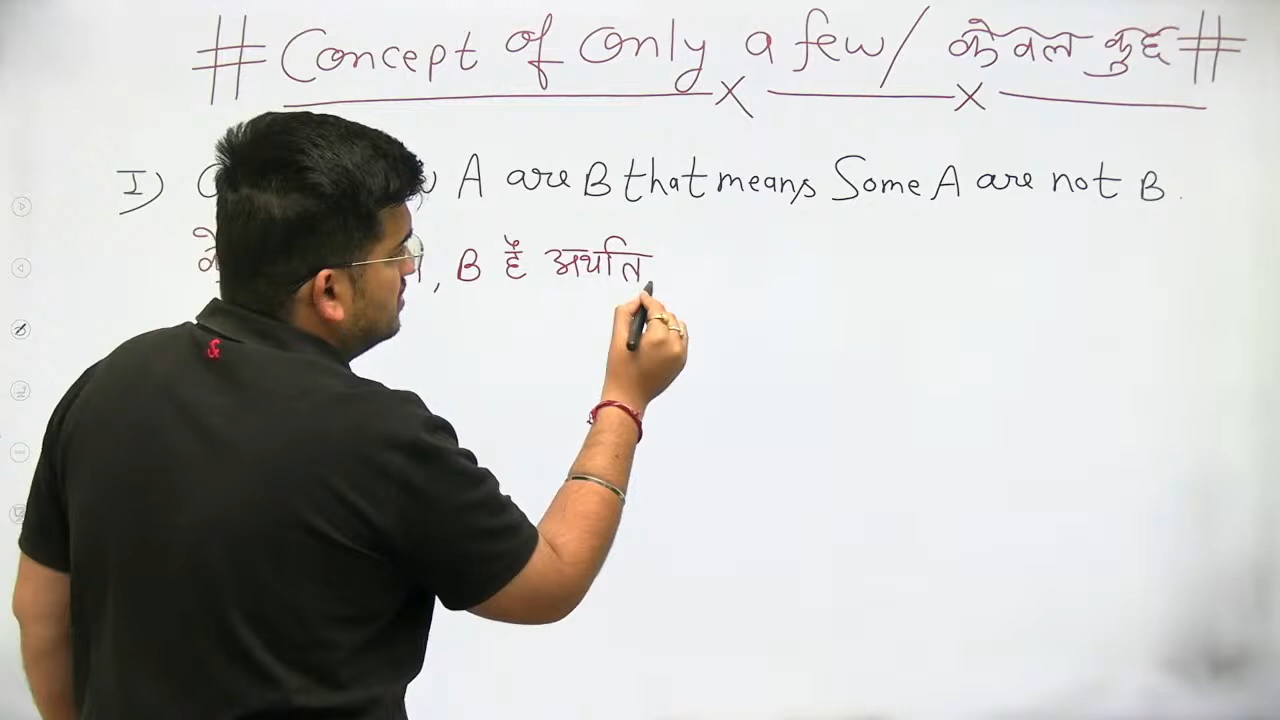 # Concept of Only a few / केवल कुछ #
I) A are B that means Some A are not B.
, B है अर्थात